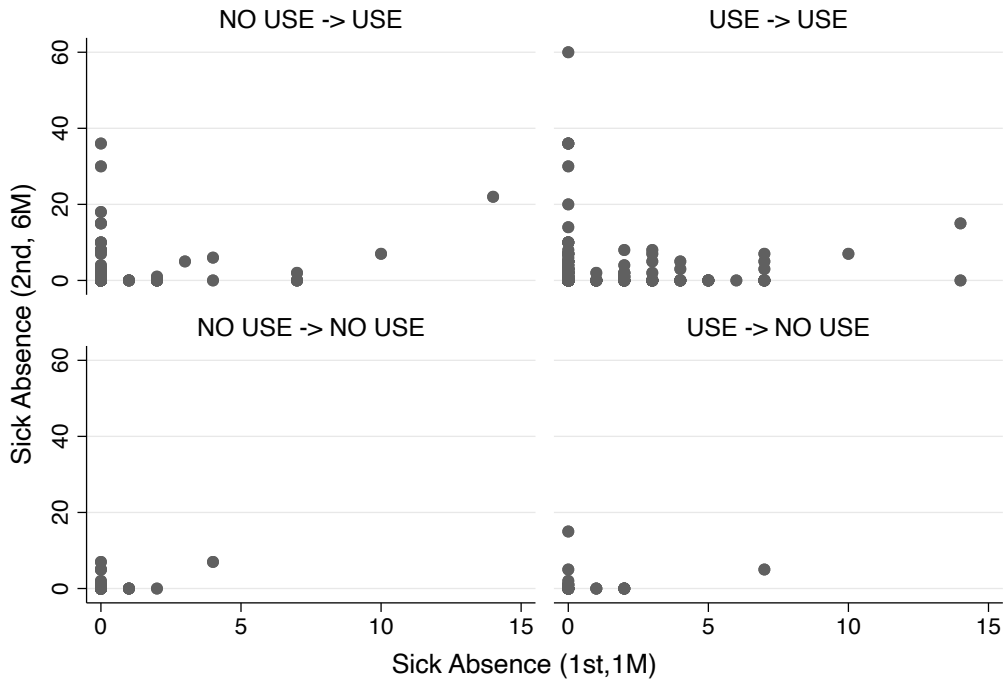 NO USE -> USE
USE -> USE
60
40
20
0
NO USE -> NO USE
USE -> NO USE
60
40
20
0
Sick Absence (2nd, 6M)
0
5
10
15
0
5
10
15
Sick Absence (1st,1M)